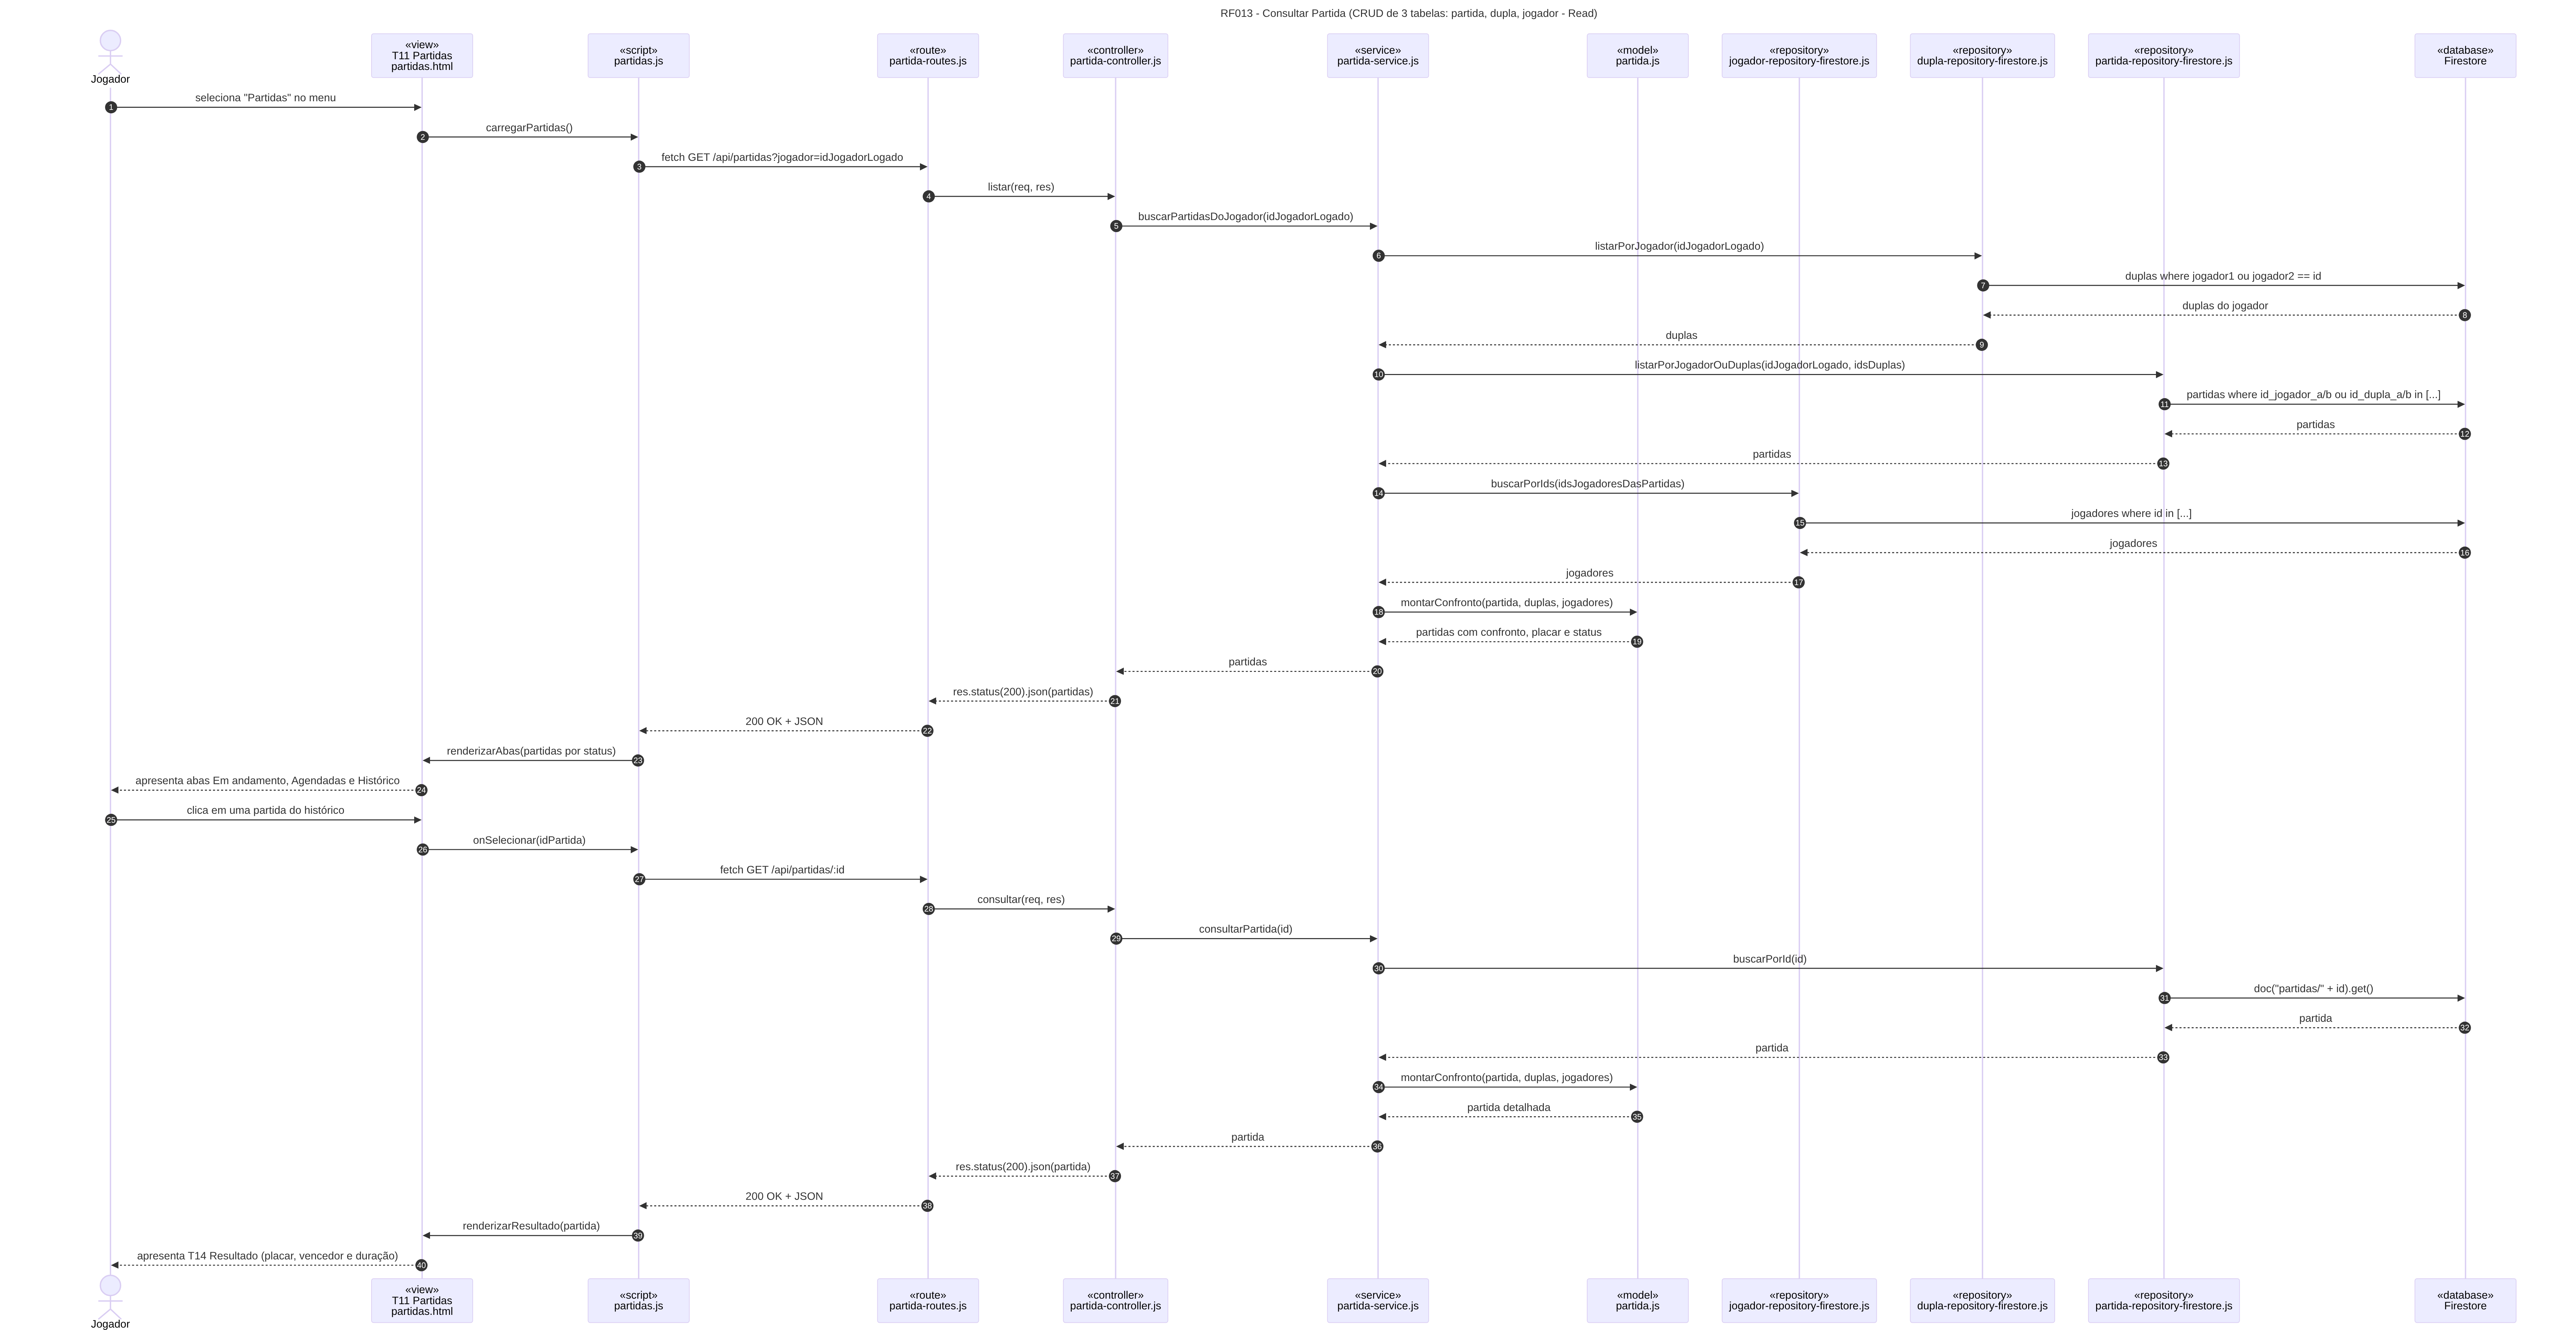 RF013 - Consultar Partida (CRUD de 3 tabelas: partida, dupla, jogador - Read)
Jogador
«view»
T11 Partidas
partidas.html
«script»
partidas.js
«route»
partida-routes.js
«controller»
partida-controller.js
«service»
partida-service.js
«model»
partida.js
«repository»
jogador-repository-firestore.js
«repository»
dupla-repository-firestore.js
«repository»
partida-repository-firestore.js
«database»
Firestore
1 seleciona "Partidas" no menu
2 carregarPartidas()
3 fetch GET /api/partidas?jogador=idJogadorLogado
4 listar(req, res)
5 buscarPartidasDoJogador(idJogadorLogado)
6 listarPorJogador(idJogadorLogado)
7 duplas where jogador1 ou jogador2 == id
duplas do jogador 8
duplas 9
10 listarPorJogadorOuDuplas(idJogadorLogado, idsDuplas)
11 partidas where id_jogador_a/b ou id_dupla_a/b in [...]
partidas 12
partidas 13
14 buscarPorIds(idsJogadoresDasPartidas)
15 jogadores where id in [...]
jogadores 16
jogadores 17
18 montarConfronto(partida, duplas, jogadores)
partidas com confronto, placar e status 19
partidas 20
res.status(200).json(partidas) 21
200 OK + JSON 22
renderizarAbas(partidas por status) 23
apresenta abas Em andamento, Agendadas e Histórico 24
25 clica em uma partida do histórico
26 onSelecionar(idPartida)
27 fetch GET /api/partidas/:id
28 consultar(req, res)
29 consultarPartida(id)
30 buscarPorId(id)
31 doc("partidas/" + id).get()
partida 32
partida 33
34 montarConfronto(partida, duplas, jogadores)
partida detalhada 35
partida 36
res.status(200).json(partida) 37
200 OK + JSON 38
renderizarResultado(partida) 39
apresenta T14 Resultado (placar, vencedor e duração) 40
Jogador
«view»
T11 Partidas
partidas.html
«script»
partidas.js
«route»
partida-routes.js
«controller»
partida-controller.js
«service»
partida-service.js
«model»
partida.js
«repository»
jogador-repository-firestore.js
«repository»
dupla-repository-firestore.js
«repository»
partida-repository-firestore.js
«database»
Firestore